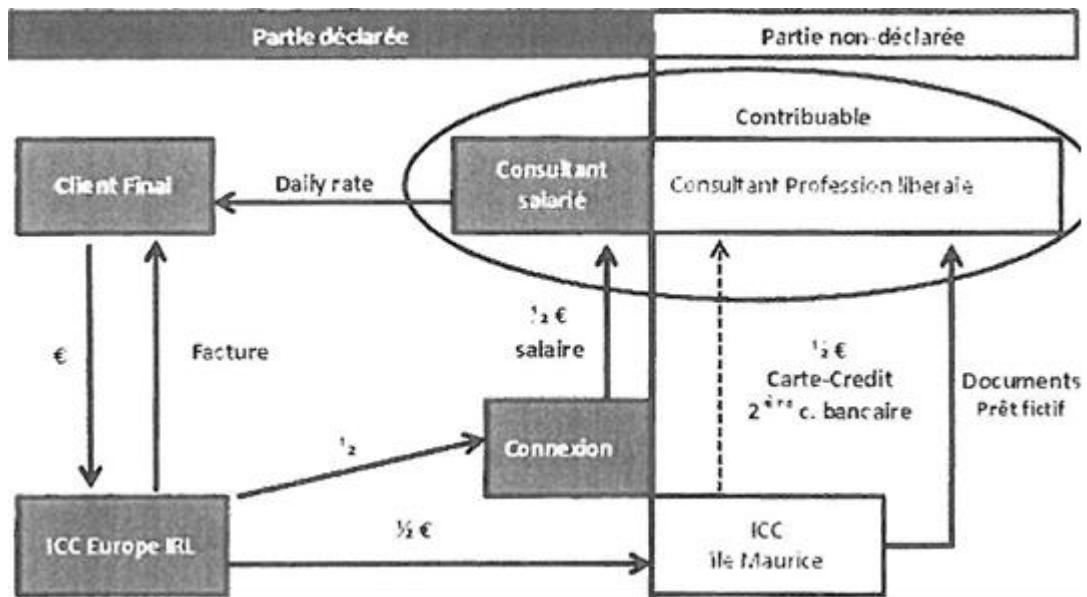 Partie déclarée
Partie non-déclarée
Contribuable
Client Final
Daily rate
Consultant
salarié
Consultant Profession liberale
€
Facture
½ €
salaire
½ €
Carte-Credit
2ème c. bancaire
Documents
Prêt fictif
½
Connexion
ICC Europe IRL
½ €
ICC
île Maurice